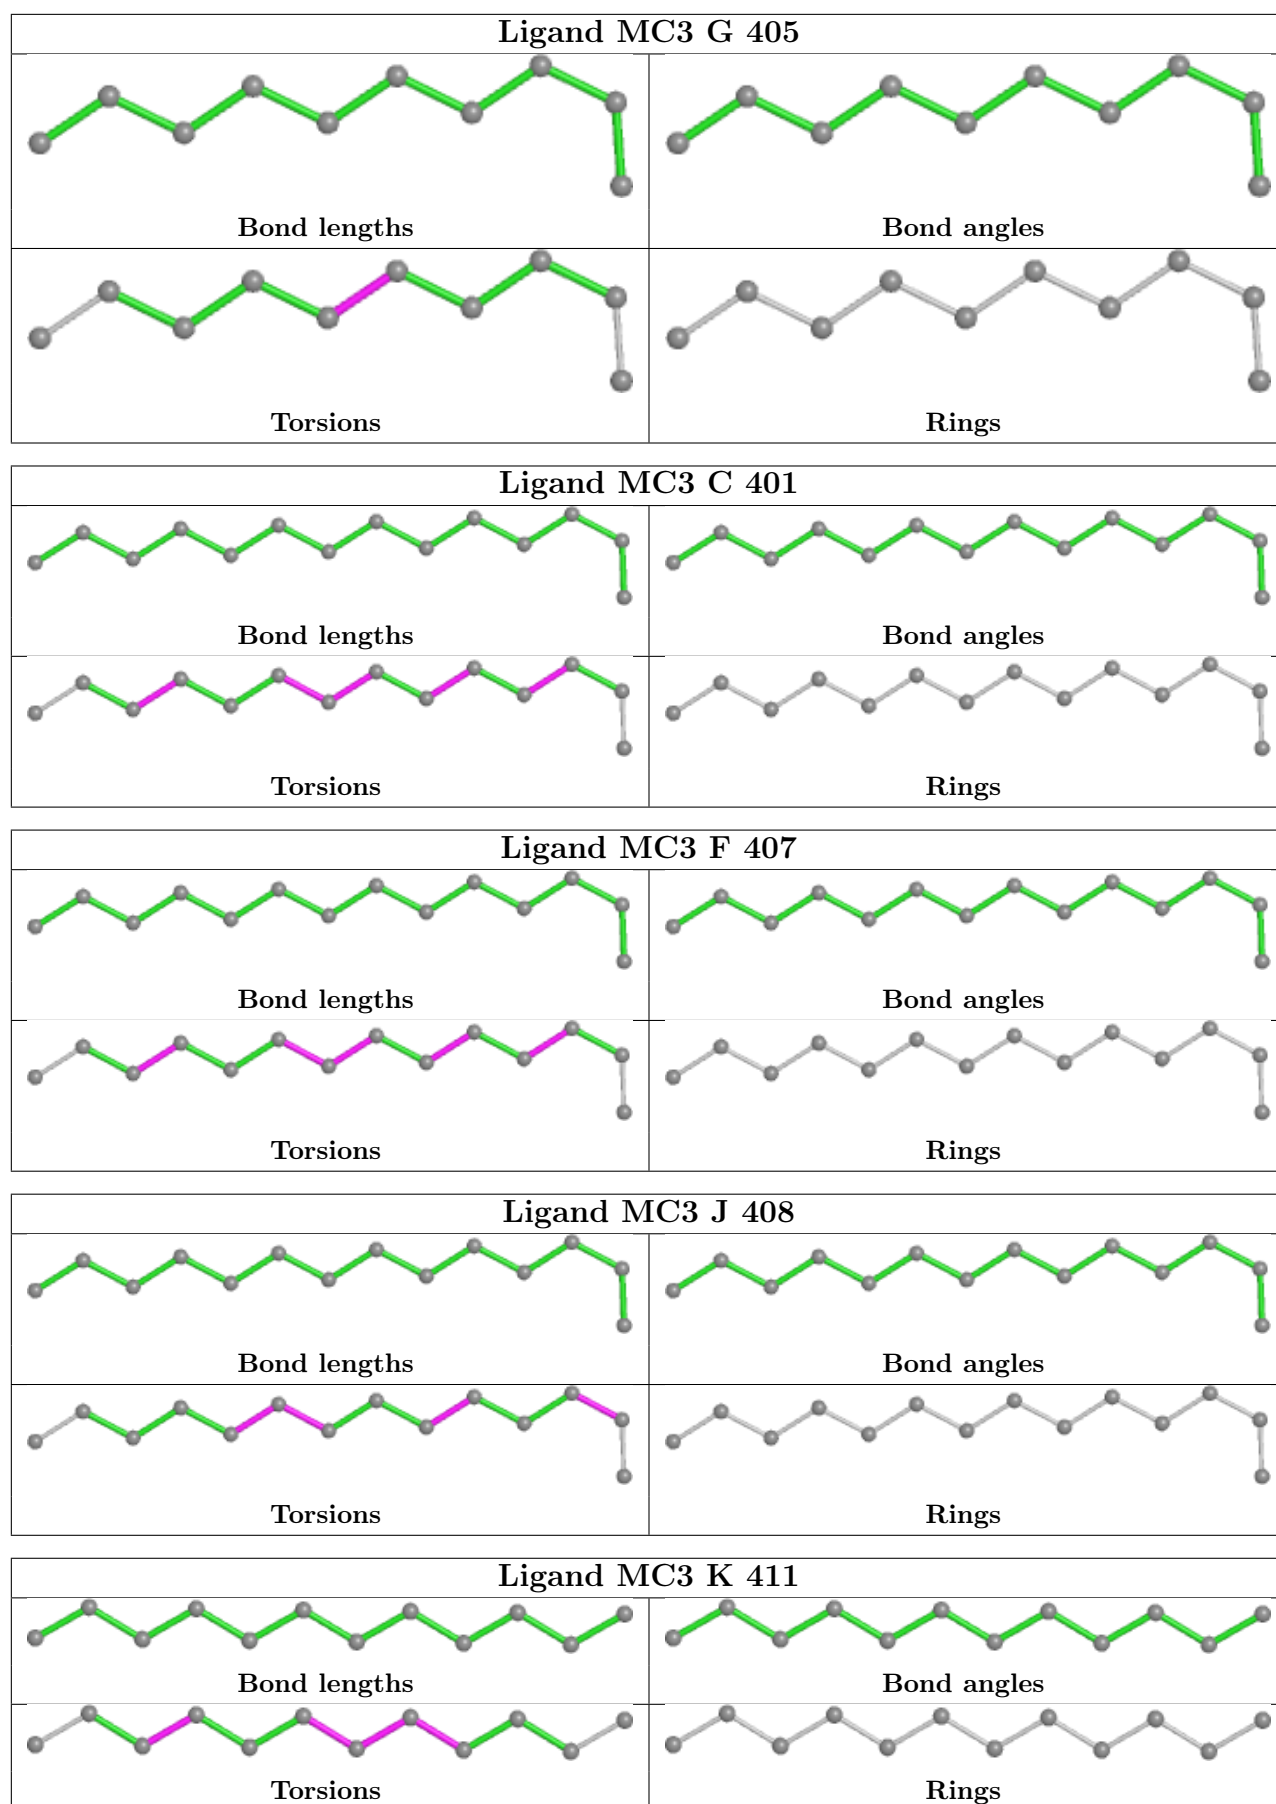 Ligand MC3 G 405
Bond lengths
Bond angles
Torsions
Rings
Ligand MC3 C 401
Bond lengths
Bond angles
Torsions
Rings
Ligand MC3 F 407
Bond lengths
Bond angles
Torsions
Rings
Ligand MC3 J 408
Bond lengths
Bond angles
Torsions
Rings
Ligand MC3 K 411
Bond lengths
Bond angles
Torsions
Rings